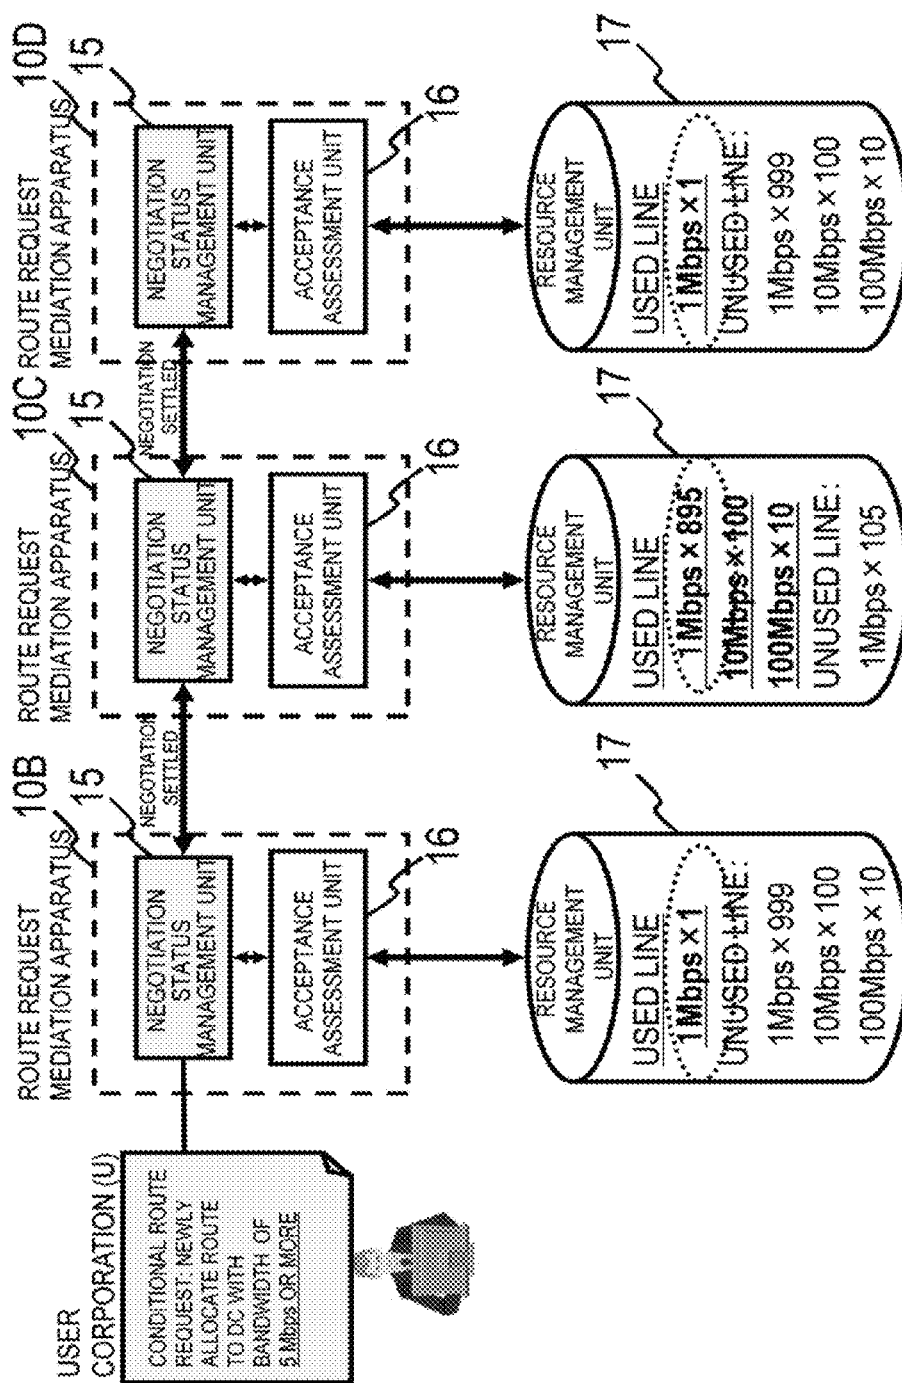 USER
CORPORATION (U)
CONDITIONAL ROUTE
REQUEST: NEWLY
ALLOCATE ROUTE
TO DC WITH
BANDWIDTH OF
5 Mbps OR MORE
ROUTE REQUEST
MEDIATION APPARATUS
10B
15
NEGOTIATION
STATUS
MANAGEMENT UNIT
ACCEPTANCE
ASSESSMENT UNIT
16
NEGOTIATION
SETTLED
ROUTE REQUEST
MEDIATION APPARATUS
10C
15
NEGOTIATION
STATUS
MANAGEMENT UNIT
ACCEPTANCE
ASSESSMENT UNIT
16
NEGOTIATION
SETTLED
ROUTE REQUEST
MEDIATION APPARATUS
10D
15
NEGOTIATION
STATUS
MANAGEMENT UNIT
ACCEPTANCE
ASSESSMENT UNIT
16
17
RESOURCE
MANAGEMENT
UNIT
USED LINE
1Mbps×1
UNUSED LINE:
1Mbps×999
10Mbps×100
100Mbps×10
17
RESOURCE
MANAGEMENT
UNIT
USED LINE
1Mbps×895
10Mbps×100
100Mbps×10
UNUSED LINE:
1Mbps×105
17
RESOURCE
MANAGEMENT
UNIT
USED LINE
1Mbps×1
UNUSED LINE:
1Mbps×999
10Mbps×100
100Mbps×10